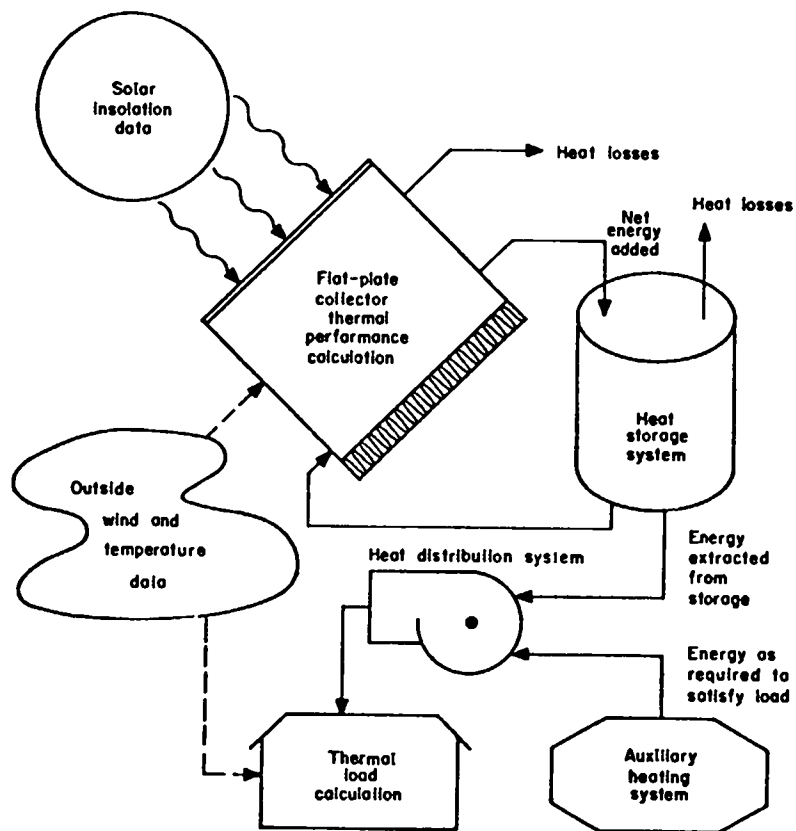 Solar
insolation
data
Heat losses
Heat losses
Net
energy
added
Flat-plate
collector
thermal
performance
calculation
Heat
storage
system
Outside
wind and
temperature
data
Heat distribution system
Energy
extracted
from
storage
Energy as
required to
satisfy load
Thermal
load
calculation
Auxiliary
heating
system